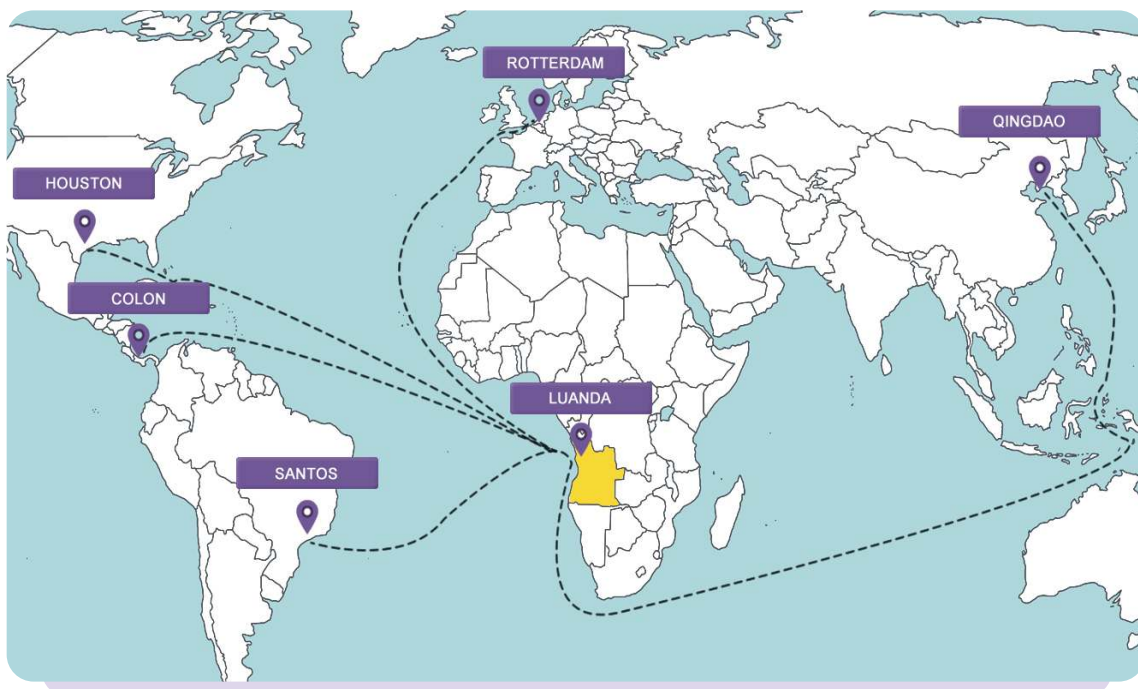 ROTTERDAM
QINGDAO
HOUSTON
COLON
LUANDA
SANTOS